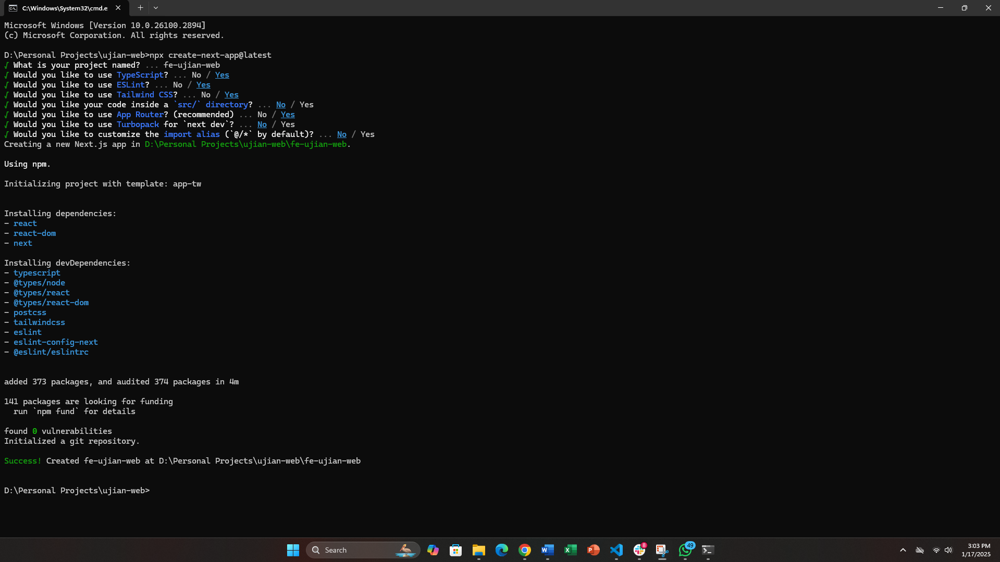 C:\Windows\System32\cmd.e
Microsoft Windows [Version 10.0.26100.2894]
(c) Microsoft Corporation. All rights reserved.
D:\Personal Projects\ujian-web>npx create-next-app@latest
√ What is your project named? ... fe-ujian-web
√ Would you like to use TypeScript? ... No / Yes
√ Would you like to use ESLint? ... No / Yes
√ Would you like to use Tailwind CSS? ... No / Yes
√ Would you like your code inside a `src/` directory? ... No / Yes
√ Would you like to use App Router? (recommended) ... No / Yes
√ Would you like to use Turbopack for `next dev`? ... No / Yes
√ Would you like to customize the import alias (`@/*` by default)? ... No / Yes
Creating a new Next.js app in D:\Personal Projects\ujian-web\fe-ujian-web.
Using npm.
Initializing project with template: app-tw
Installing dependencies:
- react
- react-dom
- next
Installing devDependencies:
- typescript
- @types/node
- @types/react
- @types/react-dom
- postcss
- tailwindcss
- eslint
- eslint-config-next
- @eslint/eslintrc
added 373 packages, and audited 374 packages in 4m
141 packages are looking for funding
run `npm fund` for details
found 0 vulnerabilities
Initialized a git repository.
Success! Created fe-ujian-web at D:\Personal Projects\ujian-web\fe-ujian-web
D:\Personal Projects\ujian-web>
Search
8
49
3:03 PM
1/17/2025